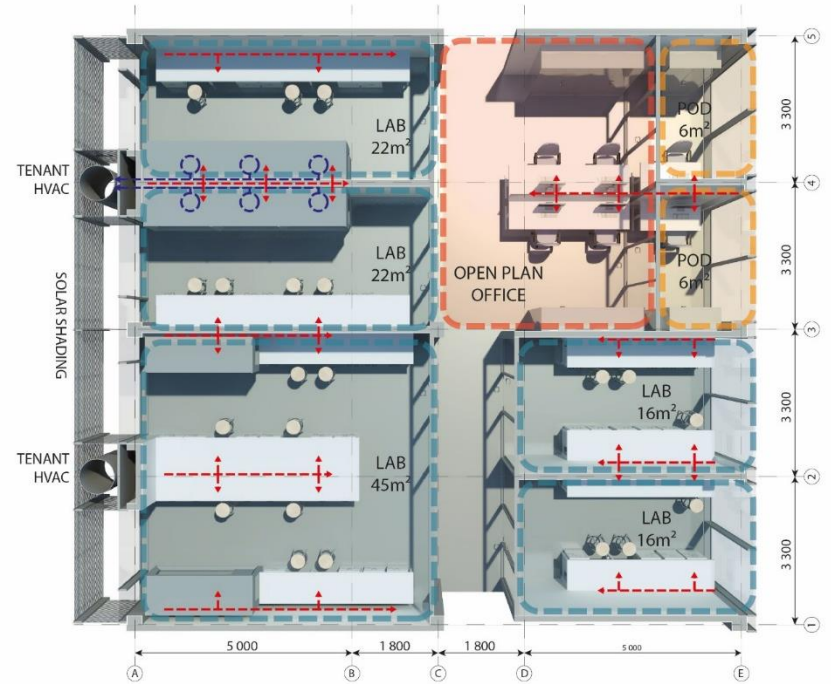 5
3 300
4
3 300
3
3 300
2
3 300
1
LAB
22m²
POD
6m²
TENANT
HVAC
LAB
22m²
OPEN PLAN
OFFICE
POD
6m²
SOLAR SHADING
LAB
16m²
TENANT
HVAC
LAB
45m²
LAB
16m²
5 000
1 800
1 800
5 000
A
B
C
D
E